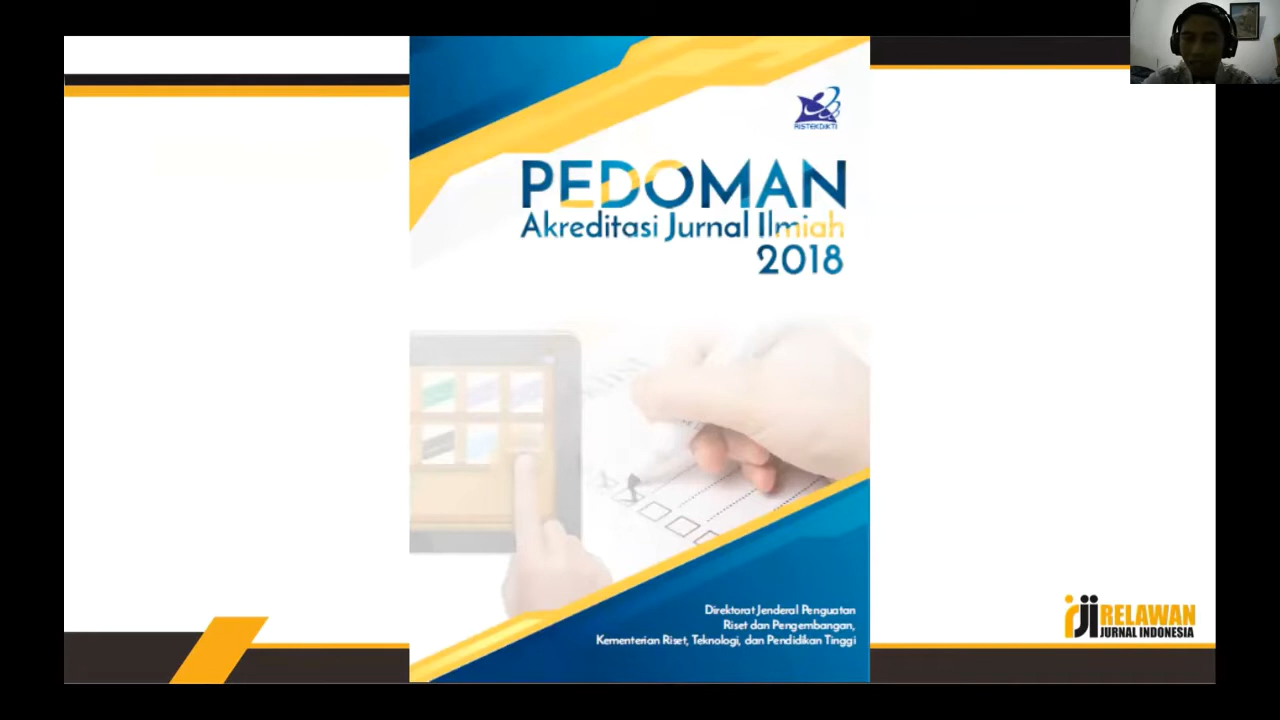 RISTEKDIKTI
PEDOMAN
Akreditasi Jurnal Ilmiah
2018
Direktorat Jenderal Penguatan
Riset dan Pengembangan,
Kementerian Riset, Teknologi, dan Pendidikan Tinggi
RELAWAN
JURNAL INDONESIA